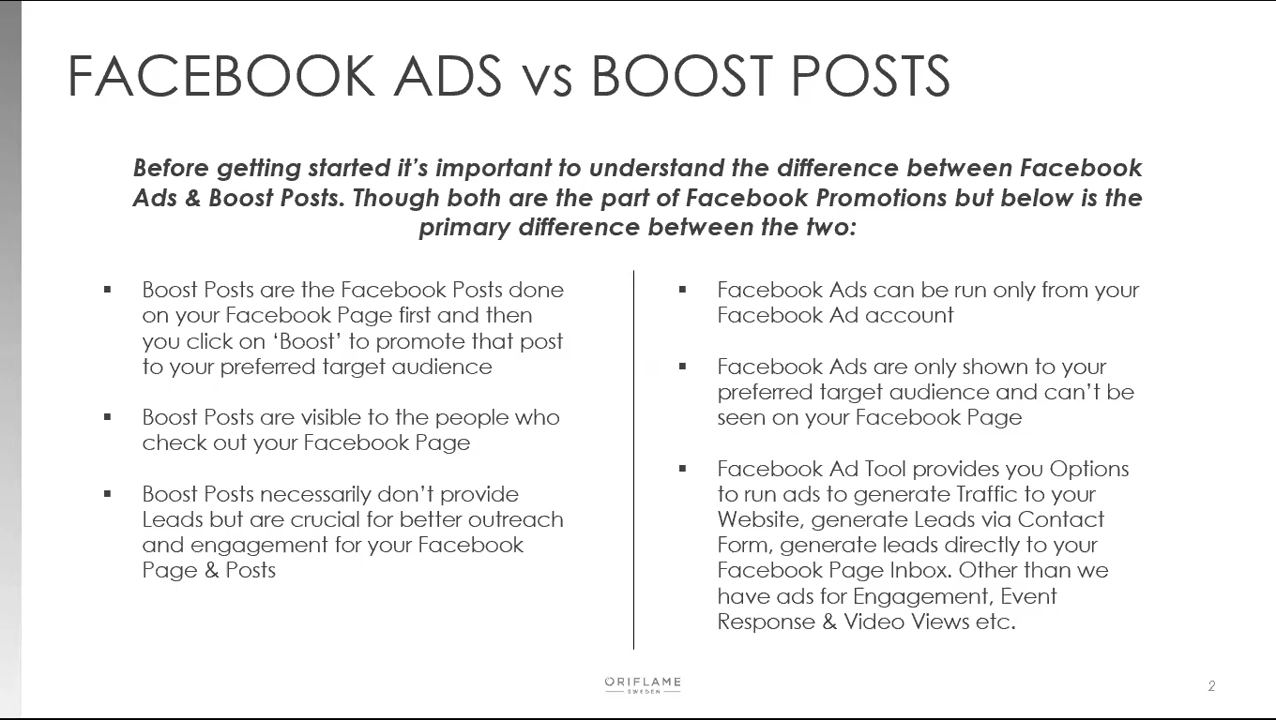 FACEBOOK ADS vs BOOST POSTS
Before getting started it's important to understand the difference between Facebook
Ads & Boost Posts. Though both are the part of Facebook Promotions but below is the
primary difference between the two:
▪ Boost Posts are the Facebook Posts done
on your Facebook Page first and then
you click on ‘Boost’ to promote that post
to your preferred target audience
▪ Boost Posts are visible to the people who
check out your Facebook Page
▪ Boost Posts necessarily don’t provide
Leads but are crucial for better outreach
and engagement for your Facebook
Page & Posts
▪ Facebook Ads can be run only from your
Facebook Ad account
▪ Facebook Ads are only shown to your
preferred target audience and can’t be
seen on your Facebook Page
▪ Facebook Ad Tool provides you Options
to run ads to generate Traffic to your
Website, generate Leads via Contact
Form, generate leads directly to your
Facebook Page Inbox. Other than we
have ads for Engagement, Event
Response & Video Views etc.
ORIFLAME
SWEDEN
2